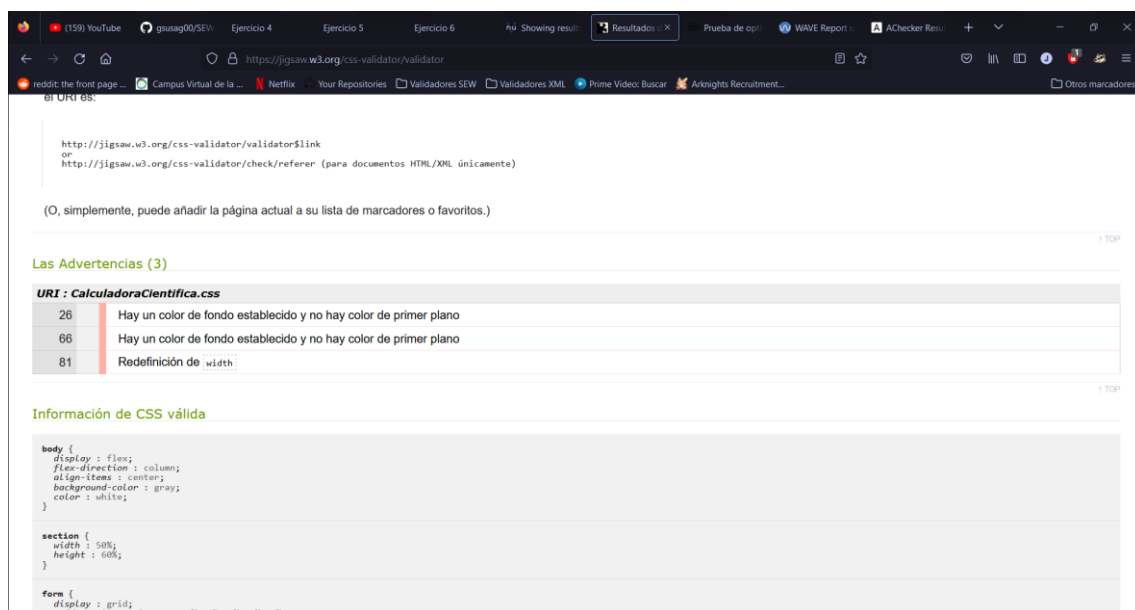 (159) YouTube gsusag00/SEW Ejercicio 4 Ejercicio 5 Ejercicio 6 Showing result Resultados d Prueba de opti WAVE Report o AChecker Resul
https://jigsaw.w3.org/css-validator/validator
reddit: the front page ... Campus Virtual de la ... Netflix Your Repositories Validadores SEW Validadores XML Prime Video: Buscar Arknights Recruitment... Otros marcadores
el URI es:
http://jigsaw.w3.org/css-validator/validator$link
or
http://jigsaw.w3.org/css-validator/check/referer (para documentos HTML/XML únicamente)
(O, simplemente, puede añadir la página actual a su lista de marcadores o favoritos.)
↑ TOP
Las Advertencias (3)
URI : CalculadoraCientifica.css
26 Hay un color de fondo establecido y no hay color de primer plano
66 Hay un color de fondo establecido y no hay color de primer plano
81 Redefinición de width
↑ TOP
Información de CSS válida
body {
display : flex;
flex-direction : column;
align-items : center;
background-color : gray;
color : white;
}
section {
width : 50%;
height : 60%;
}
form {
display : grid;